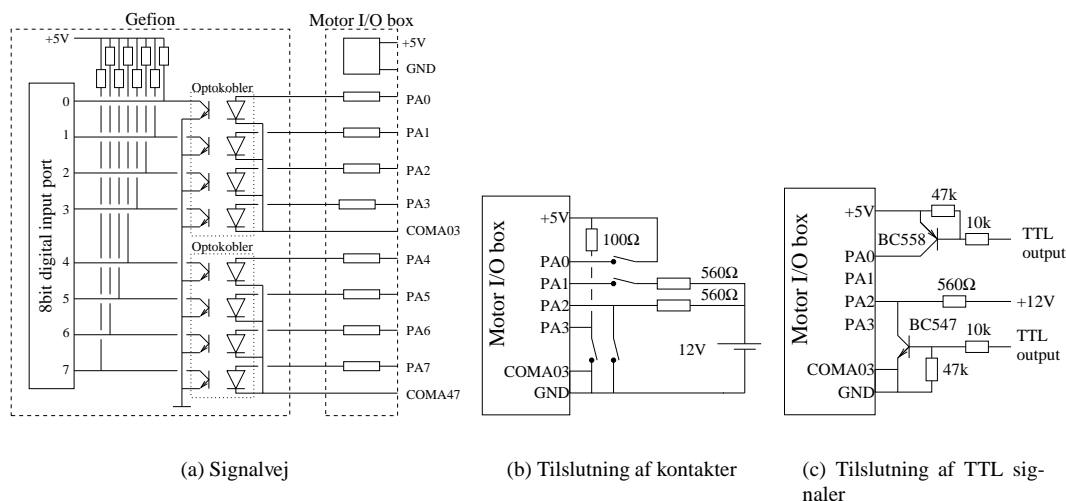 Gefion
Motor I/O box
+5V
+5V
GND
Optokobler
8bit digital input port
0
1
2
3
4
5
6
7
PA0
PA1
PA2
PA3
COMA03
Optokobler
PA4
PA5
PA6
PA7
COMA47
(a) Signalvej
Motor I/O box
+5V
100Ω
PA0
PA1
560Ω
PA2
560Ω
PA3
12V
COMA03
GND
(b) Tilslutning af kontakter
Motor I/O box
+5V
47k
BC558
10k
TTL
output
PA0
PA1
560Ω
PA2
+12V
PA3
BC547
10k
TTL
output
COMA03
47k
GND
(c) Tilslutning af TTL sig-
naler